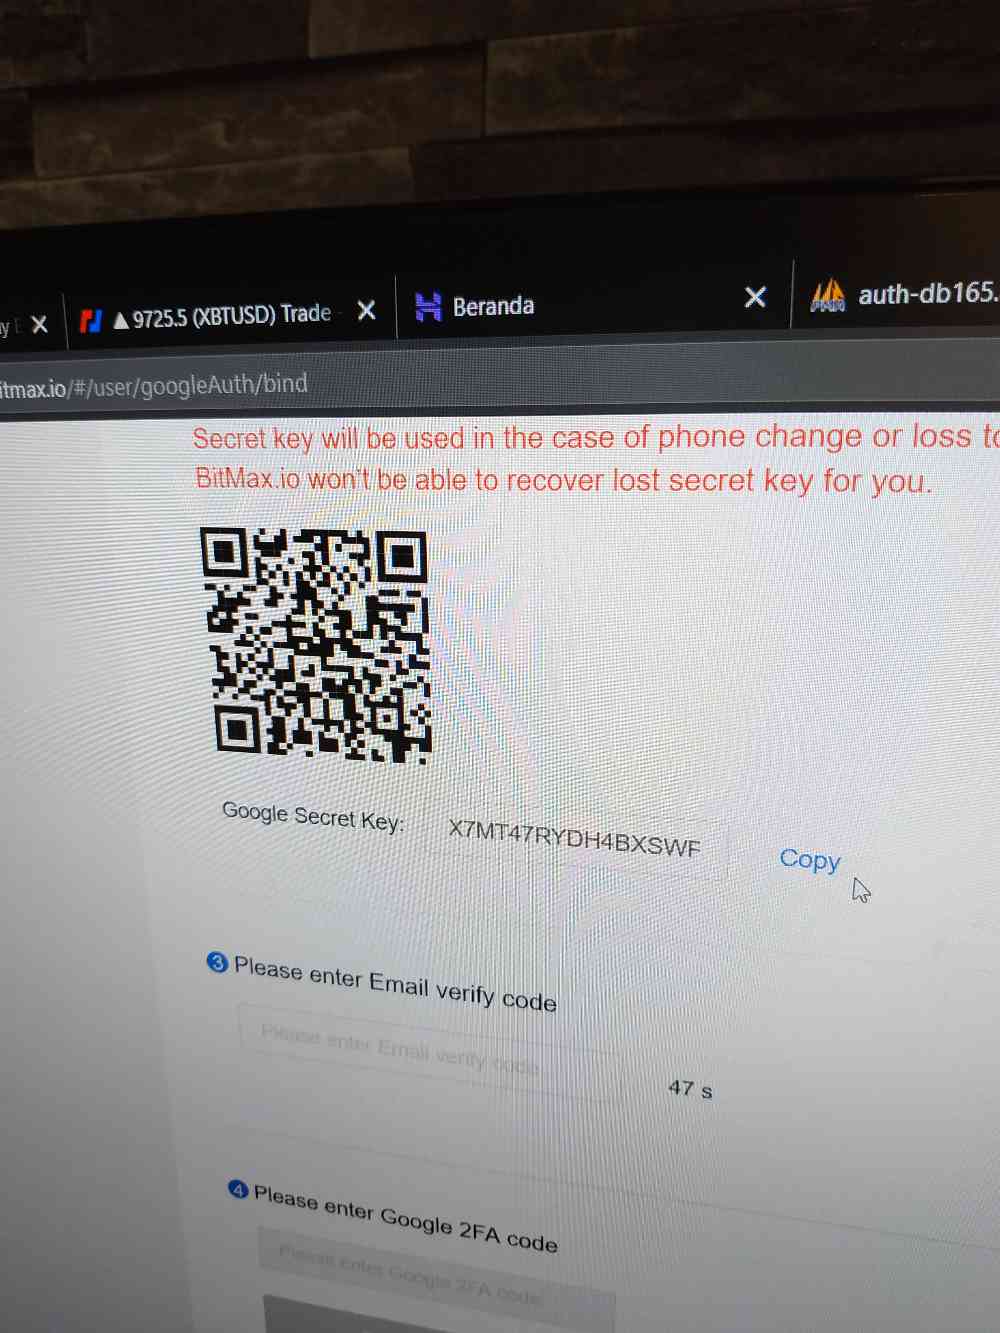 9725.5 (XBTUSD) Trade
Beranda
auth-db165.
itmax.io/#/user/googleAuth/bind
Secret key will be used in the case of phone change or loss to
BitMax.io won't be able to recover lost secret key for you.
Google Secret Key: X7MT47RYDH4BXSWF Copy
3 Please enter Email verify code
Please enter Email verify code
47 s
4 Please enter Google 2FA code
Please enter Google 2FA code